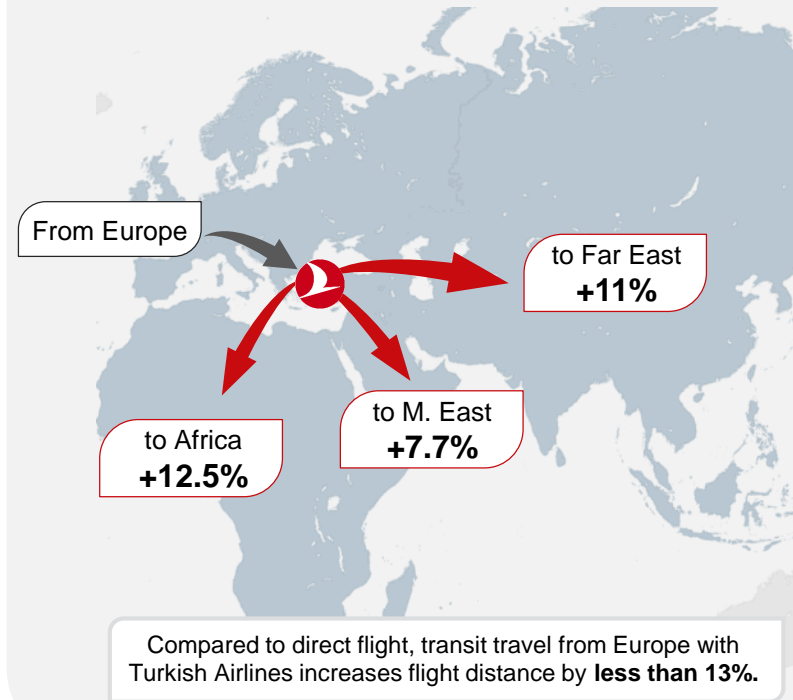 From Europe
to Far East
+11%
to M. East
+7.7%
to Africa
+12.5%
Compared to direct flight, transit travel from Europe with
Turkish Airlines increases flight distance by less than 13%.